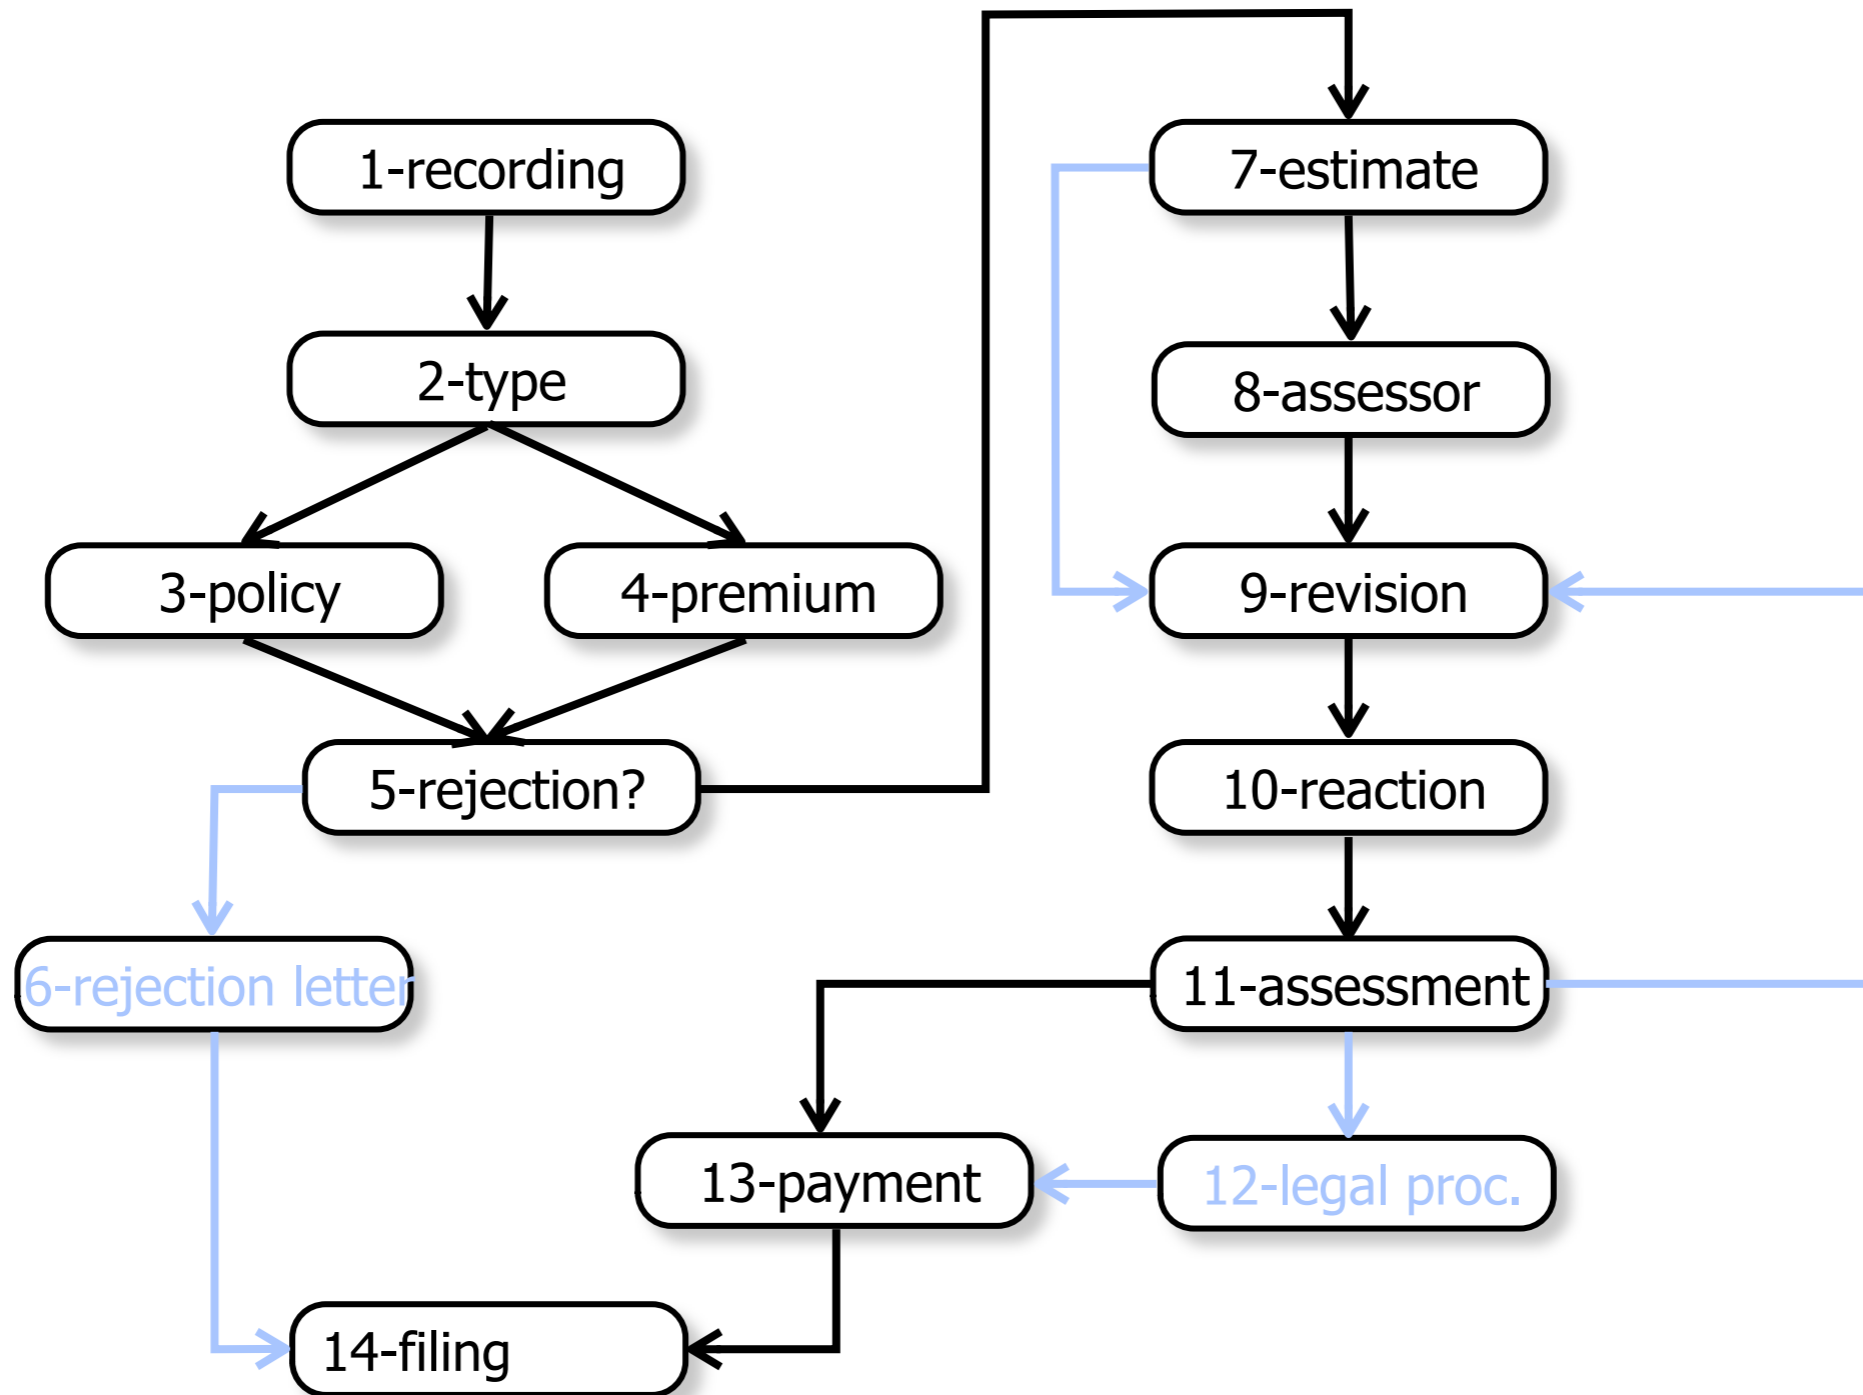 1-recording
2-type
3-policy
4-premium
5-rejection?
6-rejection letter
7-estimate
8-assessor
9-revision
10-reaction
11-assessment
12-legal proc.
13-payment
14-filing